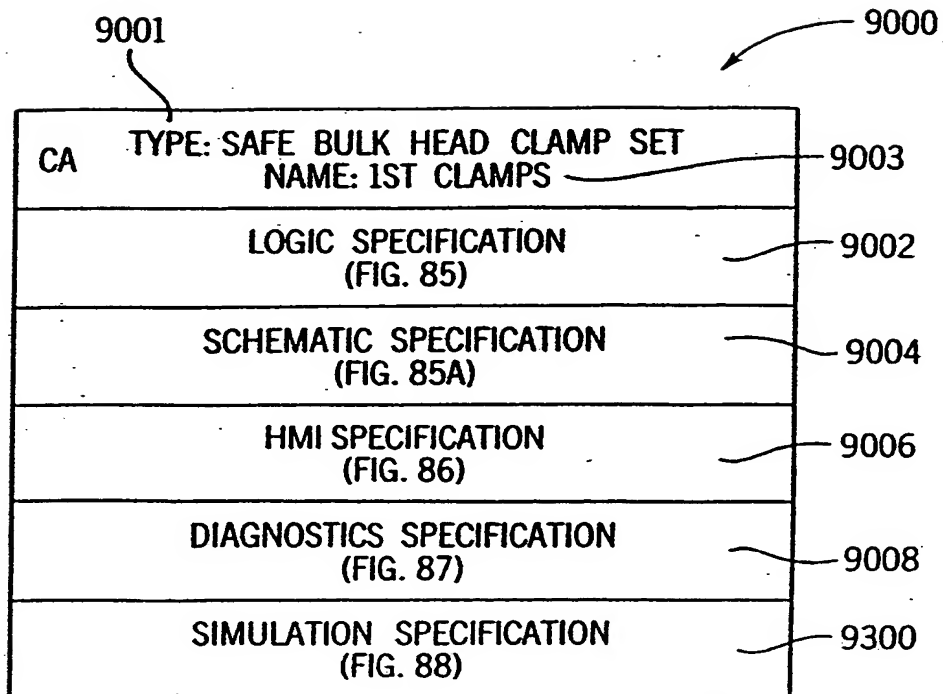 9001
9000
CA
TYPE: SAFE BULK HEAD CLAMP SET
NAME: 1ST CLAMPS
9003
LOGIC SPECIFICATION
(FIG. 85)
9002
SCHEMATIC SPECIFICATION
(FIG. 85A)
9004
HMI SPECIFICATION
(FIG. 86)
9006
DIAGNOSTICS SPECIFICATION
(FIG. 87)
9008
SIMULATION SPECIFICATION
(FIG. 88)
9300